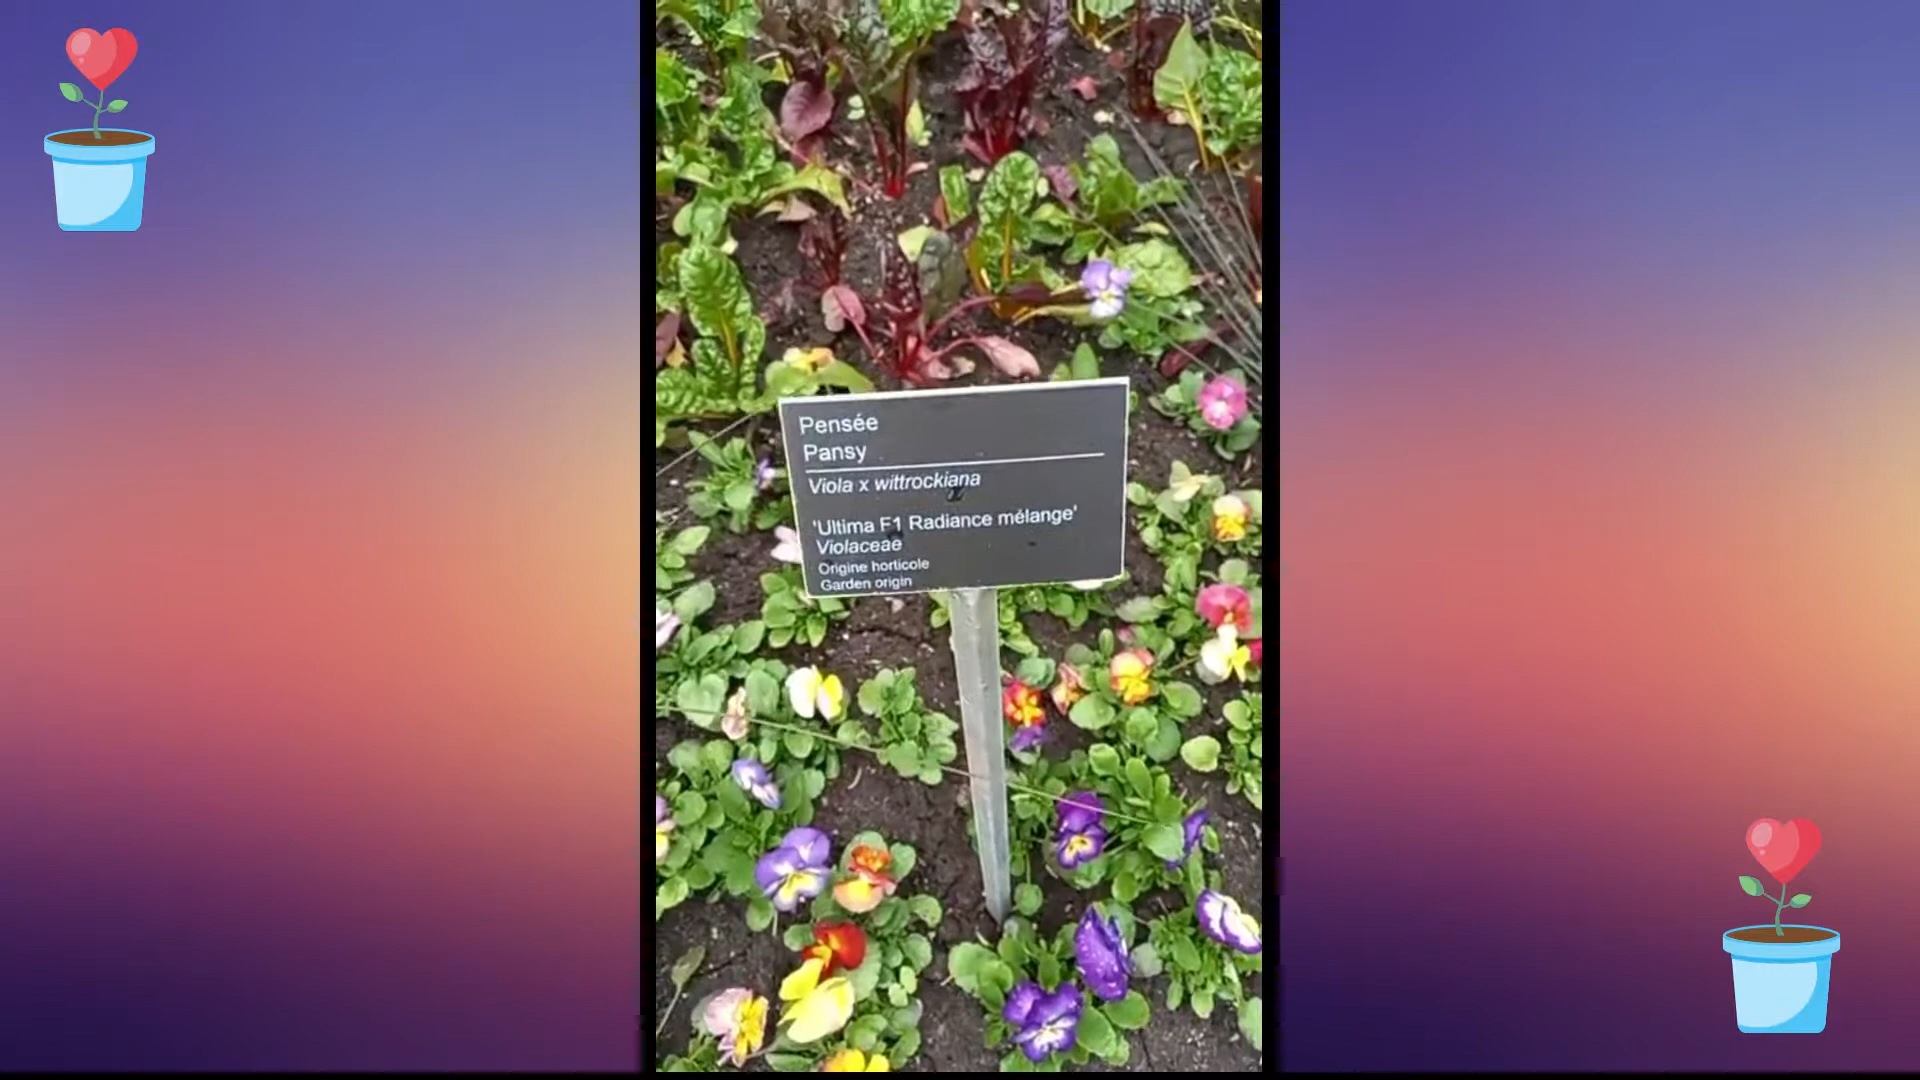 Pensée
Pansy
Viola x wittrockiana
'Ultima F1 Radiance mélange'
Violaceae
Origine horticole
Garden origin